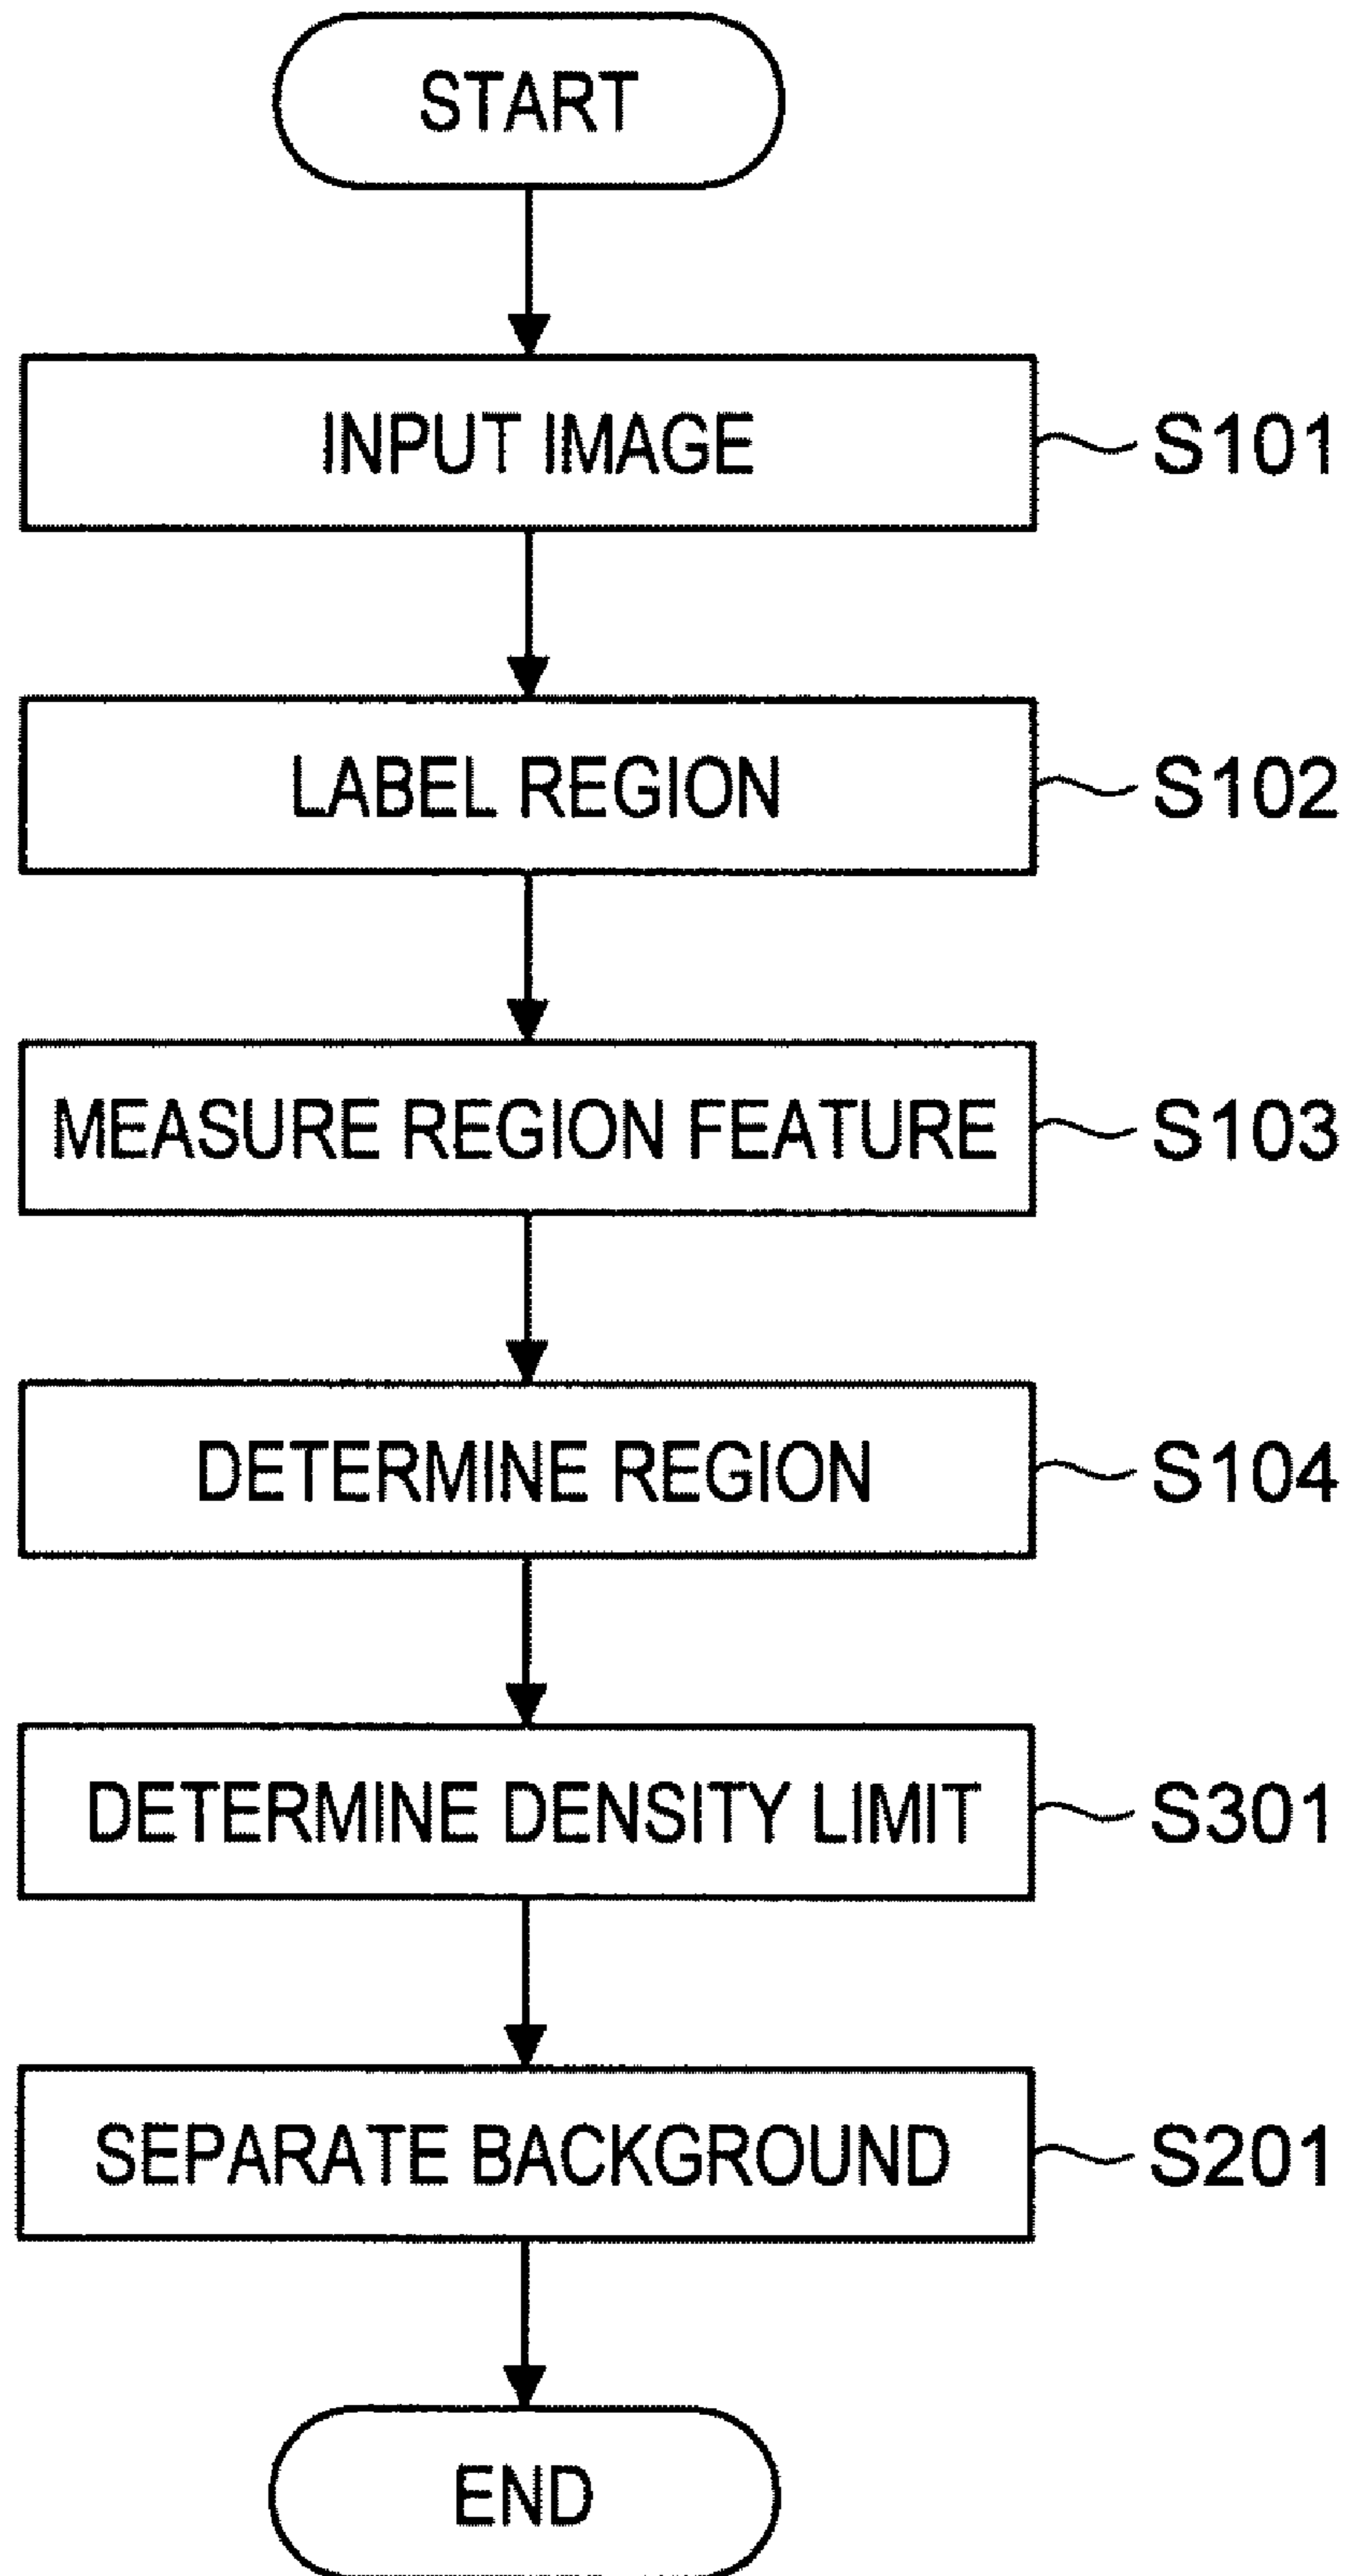 START
INPUT IMAGE S101
LABEL REGION S102
MEASURE REGION FEATURE S103
DETERMINE REGION S104
DETERMINE DENSITY LIMIT S301
SEPARATE BACKGROUND S201
END